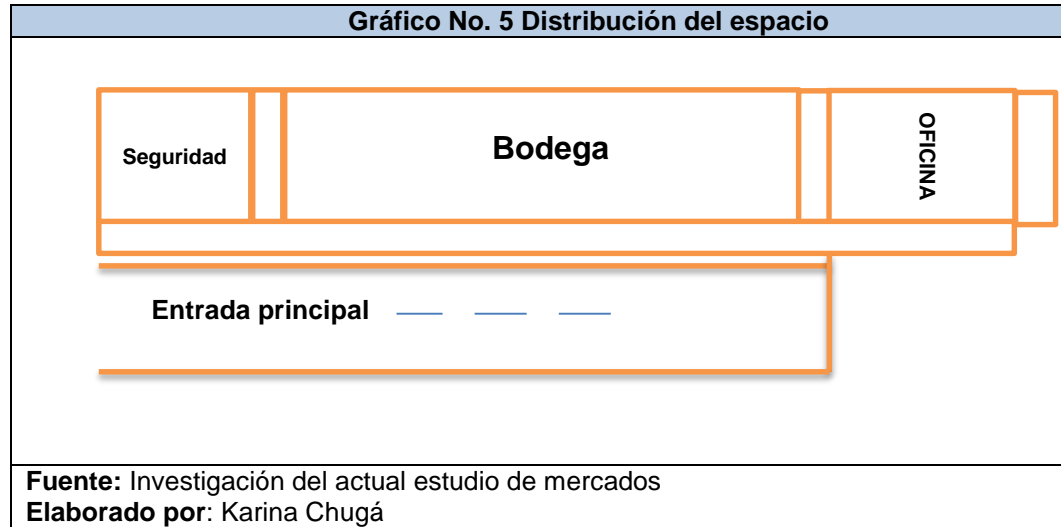 Gráfico No. 5 Distribución del espacio
Seguridad
Bodega
OFICINA
Entrada principal
Fuente: Investigación del actual estudio de mercados
Elaborado por: Karina Chugá